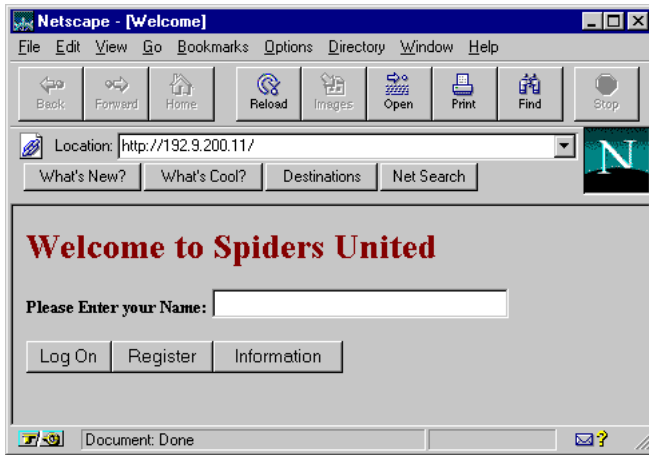 Netscape - [Welcome]
File Edit View Go Bookmarks Options Directory Window Help
Back Forward Home Reload Images Open Print Find Stop
Location: http://192.9.200.11/
N
What's New? What's Cool? Destinations Net Search
Welcome to Spiders United
Please Enter your Name:
Log On Register Information
Document: Done
?